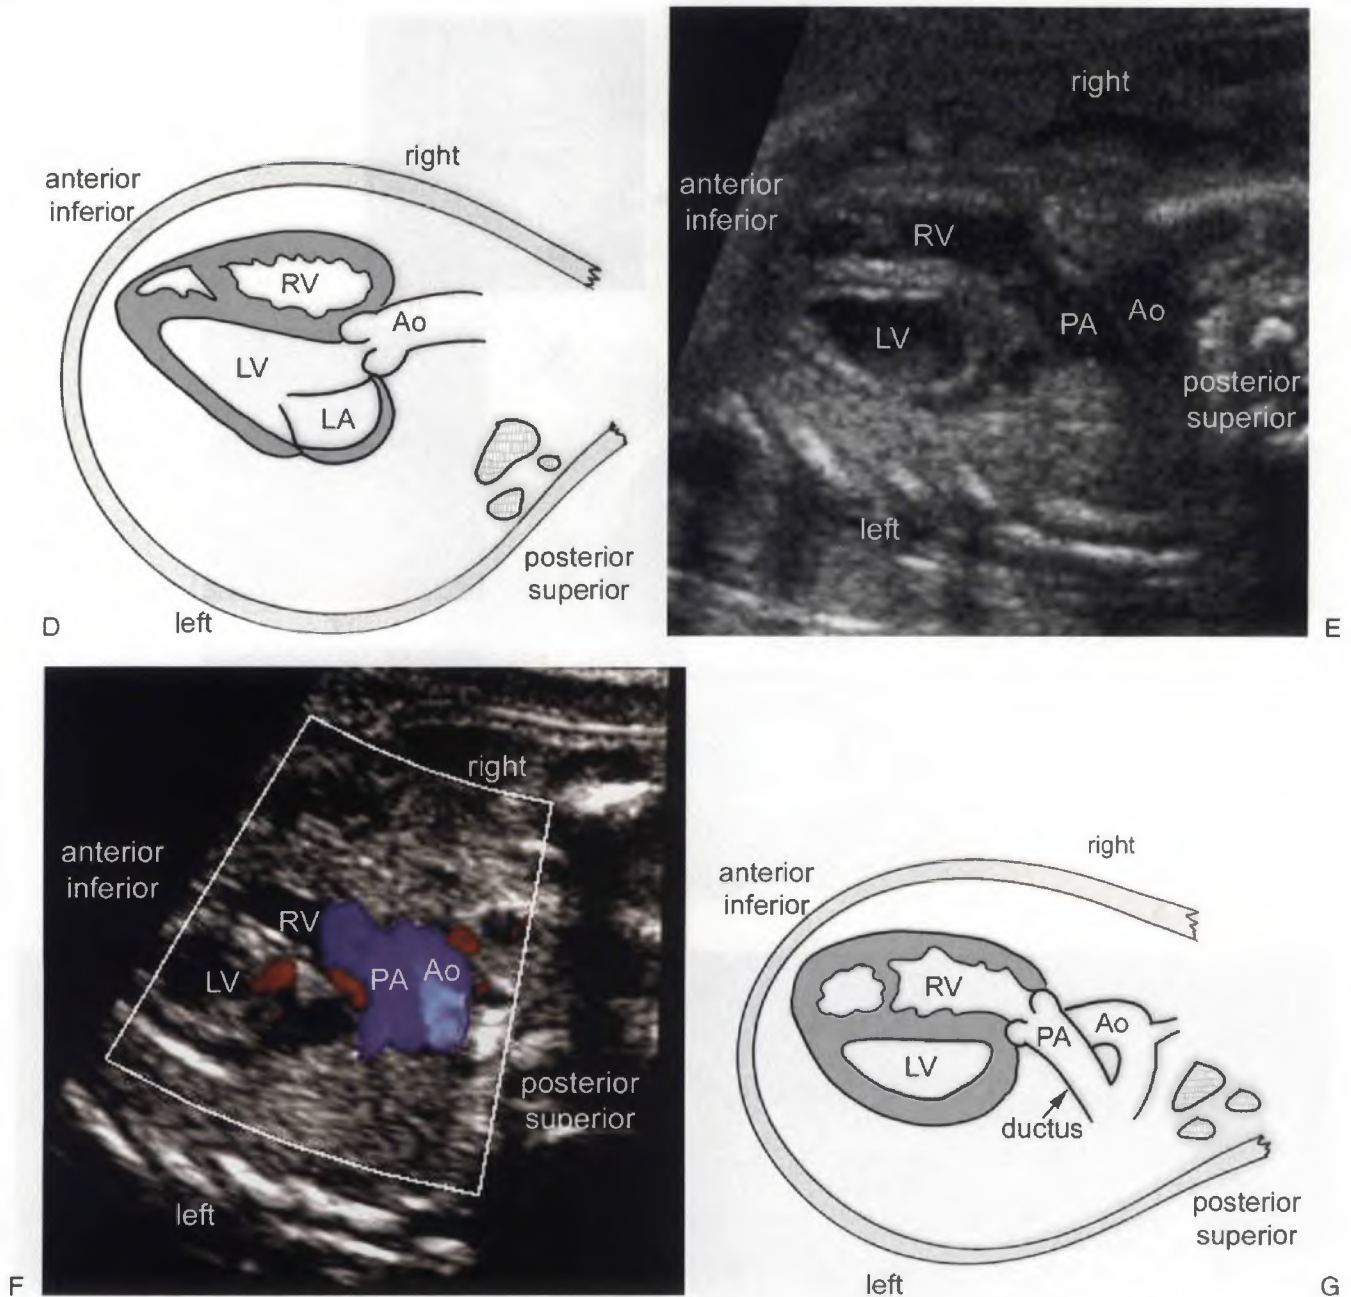 right
anterior
inferior
RV
Ao
LV
LA
posterior
superior
left
D
right
anterior
inferior
RV
LV
PA
Ao
posterior
superior
left
E
right
anterior
inferior
RV
LV
PA
Ao
posterior
superior
left
F
right
anterior
inferior
RV
PA
Ao
LV
ductus
posterior
superior
left
G